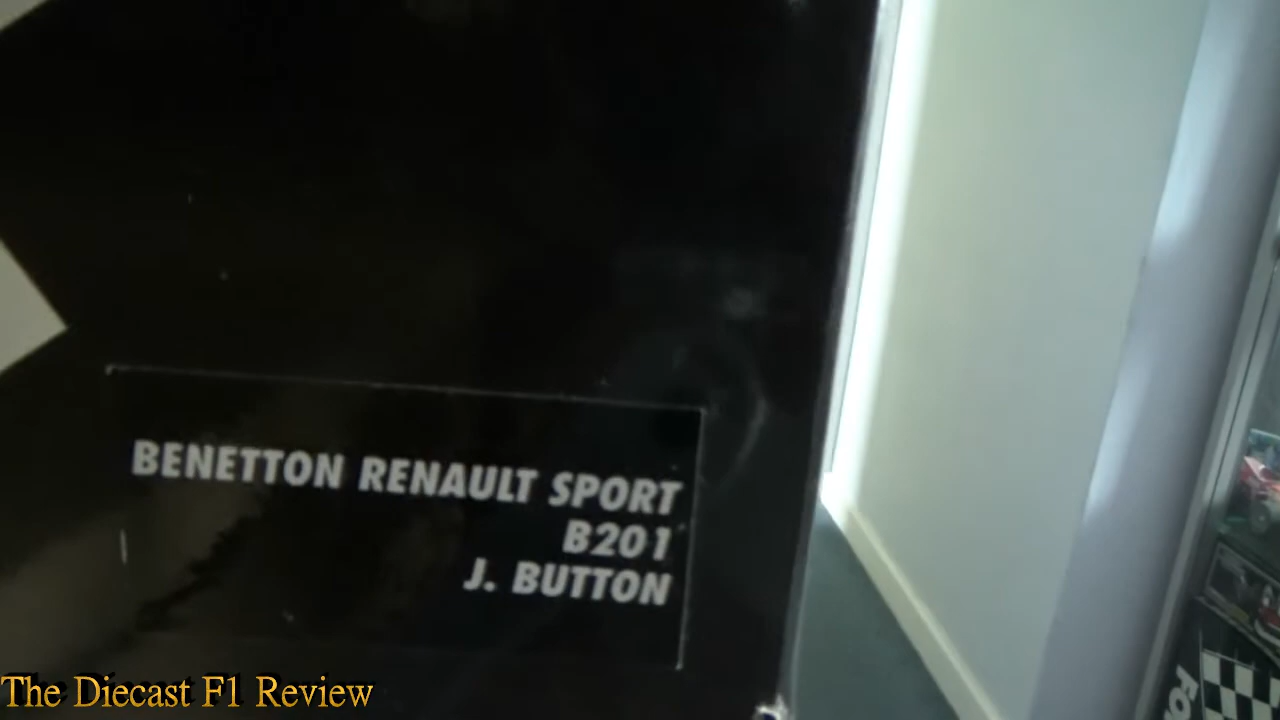 BENETTON RENAULT SPORT
B201
J. BUTTON
The Diecast F1 Review